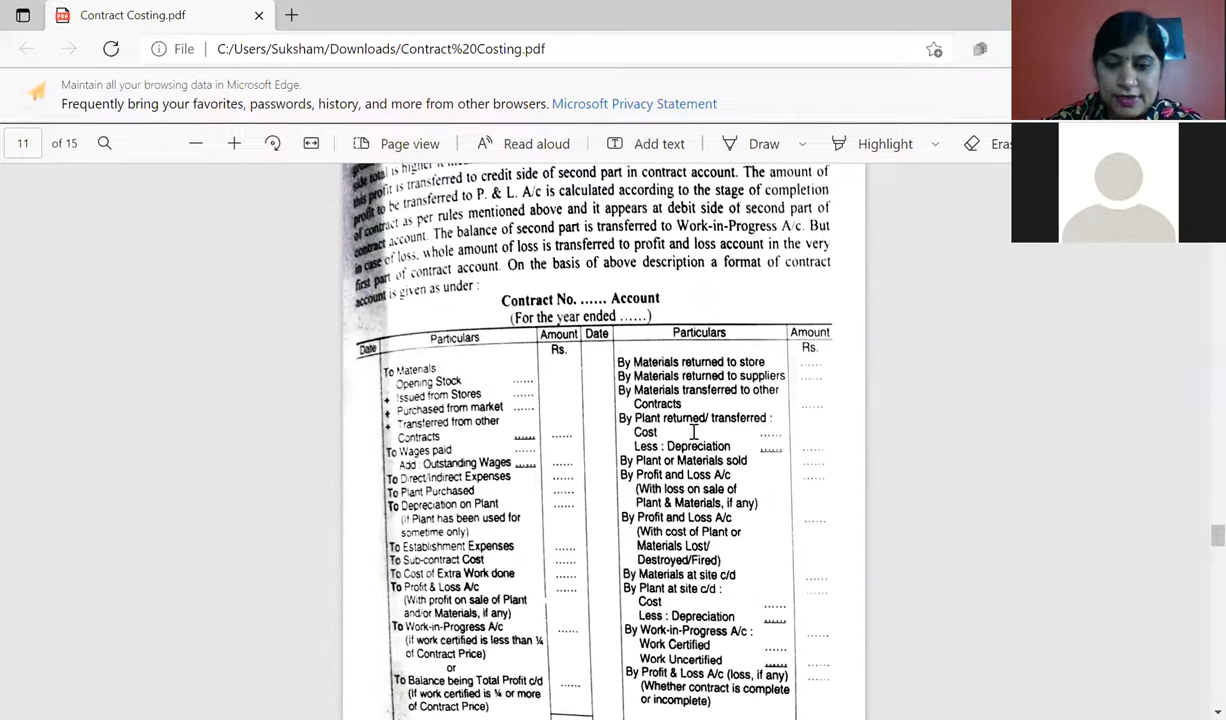 Contract Costing.pdf
File C:/Users/Suksham/Downloads/Contract%20Costing.pdf
Maintain all your browsing data in Microsoft Edge.
Frequently bring your favorites, passwords, history, and more from other browsers. Microsoft Privacy Statement
11 of 15 Page view Read aloud Add text Draw Highlight Eras
side total is higher it
this profit is transferred to credit side of second part in contract account. The amount of
profit to be transferred to P. & L. A/c is calculated according to the stage of completion
of contract as per rules mentioned above and it appears at debit side of second part of
contract account. The balance of second part is transferred to Work-in-Progress A/c. But
in case of loss, whole amount of loss is transferred to profit and loss account in the very
first part of contract account. On the basis of above description a format of contract
account is given as under :
Contract No. ...... Account
(For the year ended ......)
Date Particulars Amount Date Particulars Amount
Rs. Rs.
To Materials
Opening Stock ......
+ Issued from Stores ......
+ Purchased from market ......
+ Transferred from other
Contracts ...... ......
To Wages paid ......
Add : Outstanding Wages ...... ......
To Direct/Indirect Expenses ......
To Plant Purchased ......
To Depreciation on Plant ......
(If Plant has been used for
sometime only)
To Establishment Expenses ......
To Sub-contract Cost ......
To Cost of Extra Work done ......
To Profit & Loss A/c ......
(With profit on sale of Plant
and/or Materials, if any)
To Work-in-Progress A/c ......
(If work certified is less than ¼
of Contract Price)
or
To Balance being Total Profit c/d ......
(If work certified is ¼ or more
of Contract Price)
By Materials returned to store ......
By Materials returned to suppliers ......
By Materials transferred to other
Contracts ......
By Plant returned/ transferred :
Cost ......
Less : Depreciation ...... ......
By Plant or Materials sold ......
By Profit and Loss A/c ......
(With loss on sale of
Plant & Materials, if any)
By Profit and Loss A/c ......
(With cost of Plant or
Materials Lost/
Destroyed/Fired)
By Materials at site c/d ......
By Plant at site c/d : ......
Cost ......
Less : Depreciation ......
By Work-in-Progress A/c : ......
Work Certified ......
Work Uncertified ...... ......
By Profit & Loss A/c (loss, if any) ......
(Whether contract is complete
or incomplete)